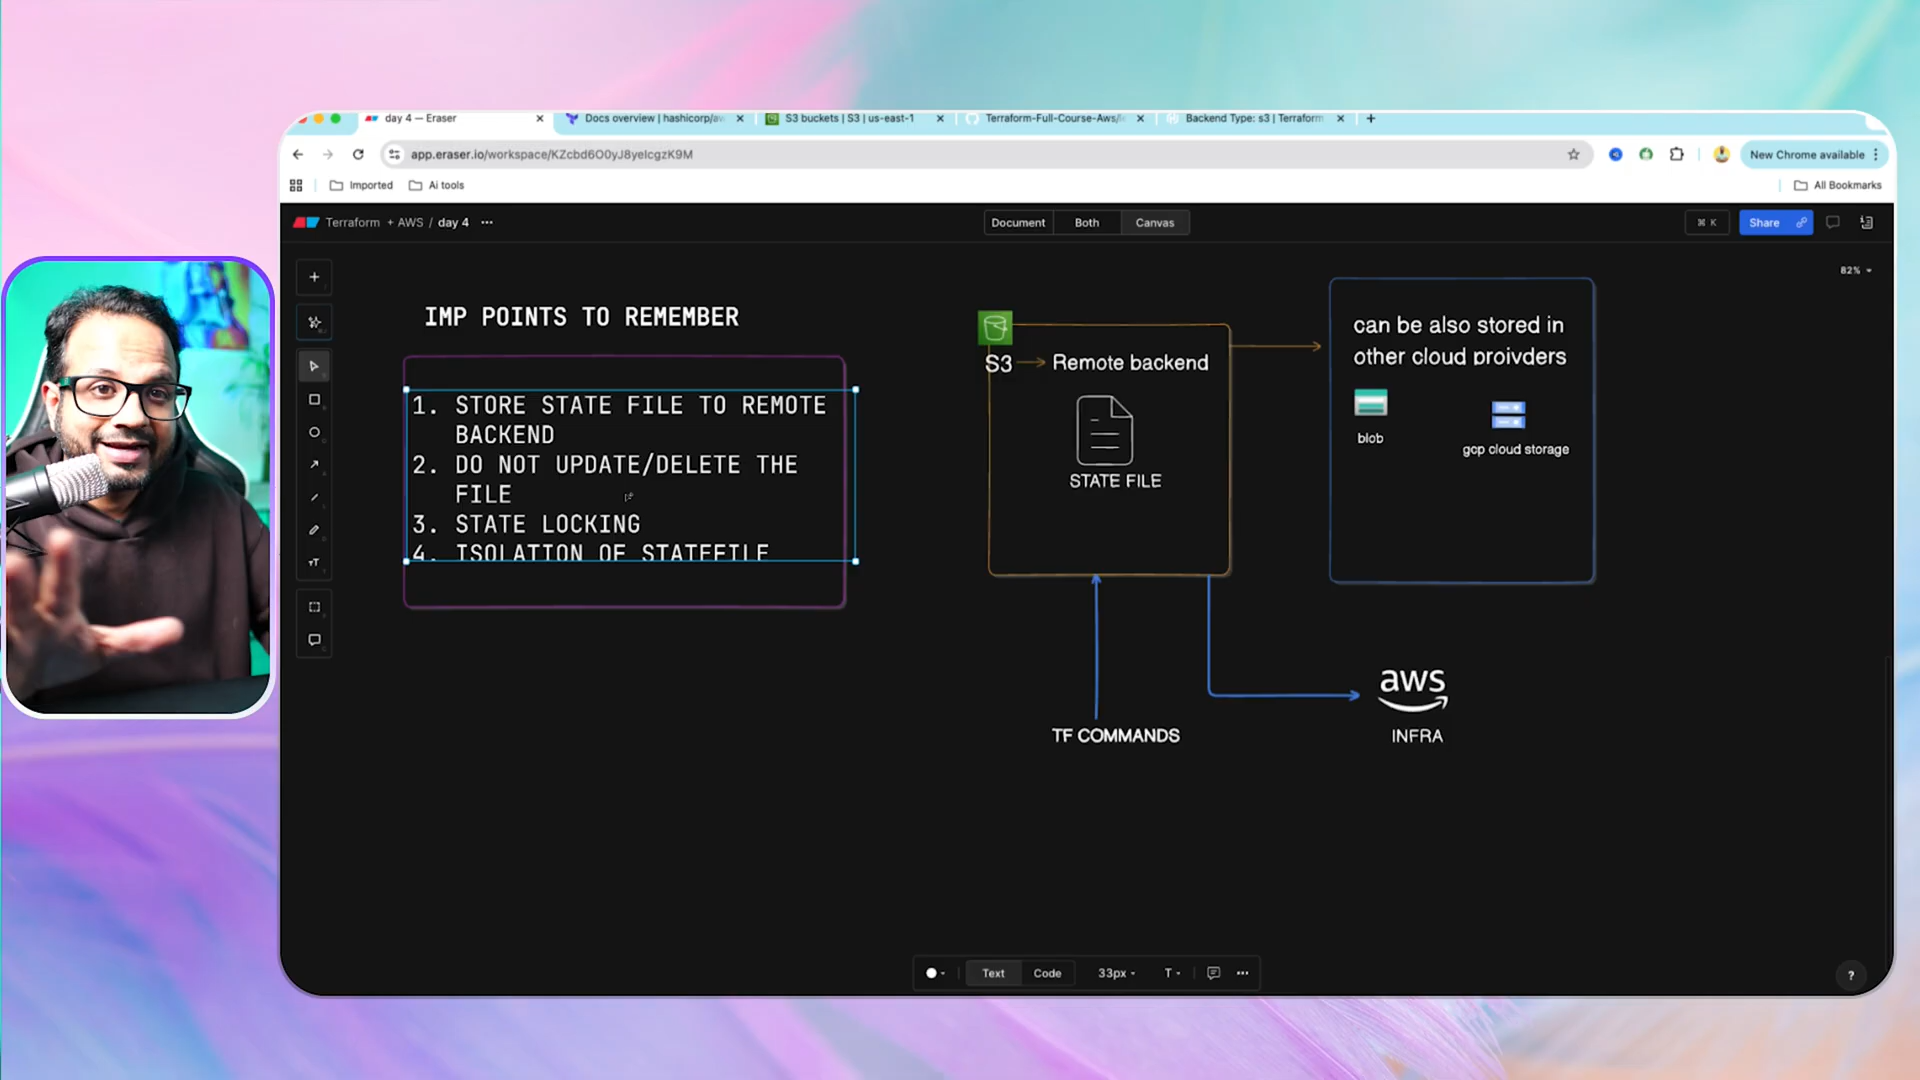 day 4 — Eraser
Docs overview | hashicorp/aw
S3 buckets | S3 | us-east-1
Terraform-Full-Course-Aws/
Backend Type: s3 | Terraform
app.eraser.io/workspace/KZcbd6O0yJ8yelcgzK9M
New Chrome available
Imported
Ai tools
All Bookmarks
Terraform + AWS / day 4
Document
Both
Canvas
⌘ K
Share
82%
IMP POINTS TO REMEMBER
1. STORE STATE FILE TO REMOTE
BACKEND
2. DO NOT UPDATE/DELETE THE
FILE
3. STATE LOCKING
4. ISOLATION OF STATEFILE
S3
Remote backend
STATE FILE
can be also stored in
other cloud proivders
blob
gcp cloud storage
TF COMMANDS
aws
INFRA
Text
Code
33px
T
?